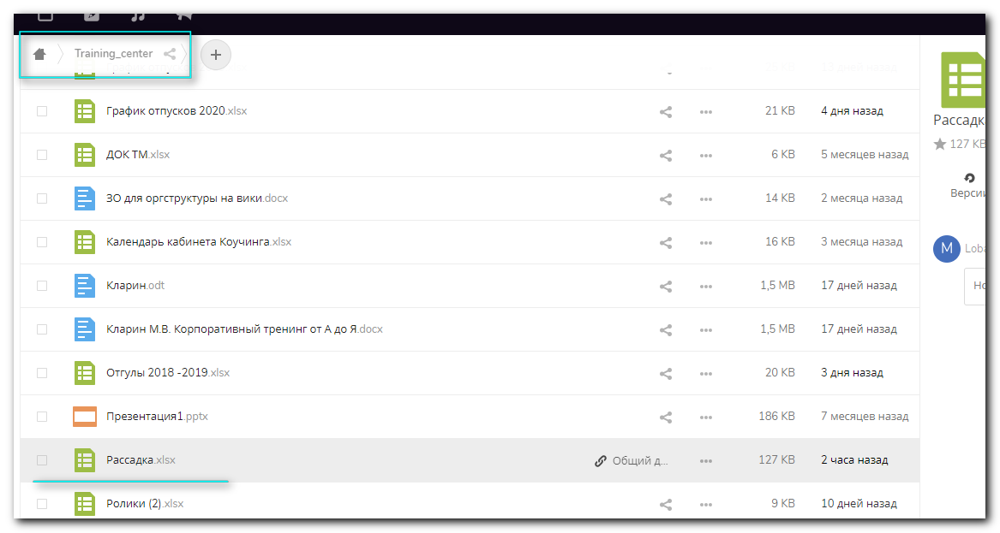 Training_center
График отпусков 2020.xlsx 21 KB 4 дня назад
ДОК ТМ.xlsx 6 KB 5 месяцев назад
ЗО для оргструктуры на вики.docx 14 KB 2 месяца назад
Календарь кабинета Коучинга.xlsx 16 KB 3 месяца назад
Кларин.odt 1,5 MB 17 дней назад
Кларин М.В. Корпоративный тренинг от А до Я.docx 1,5 MB 17 дней назад
Отгулы 2018 -2019.xlsx 20 KB 3 дня назад
Презентация1.pptx 186 KB 7 месяцев назад
Рассадка.xlsx Общий д... 127 KB 2 часа назад
Ролики (2).xlsx 9 KB 10 дней назад
Рассадка
127 KB
Версии
M Loba
Но